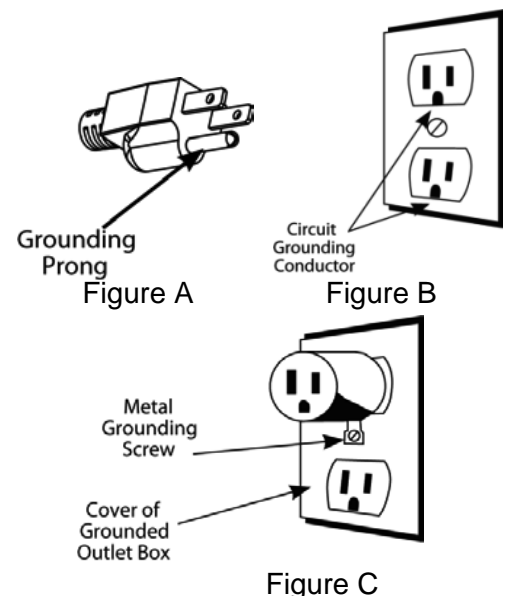 Grounding
Prong
Figure A
Circuit
Grounding
Conductor
Figure B
Metal
Grounding
Screw
Cover of
Grounded
Outlet Box
Figure C